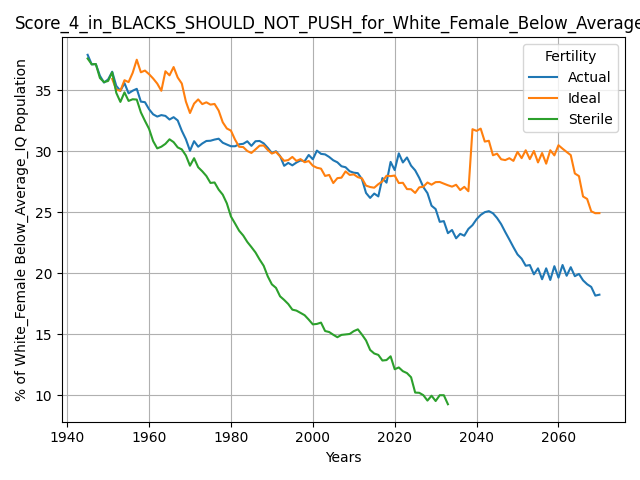 Score_4_in_BLACKS_SHOULD_NOT_PUSH_for_White_Female_Below_Average
% of White_Female Below_Average_IQ Population
Fertility
Actual
Ideal
Sterile
35
30
25
20
15
10
1940 1960 1980 2000 2020 2040 2060
Years